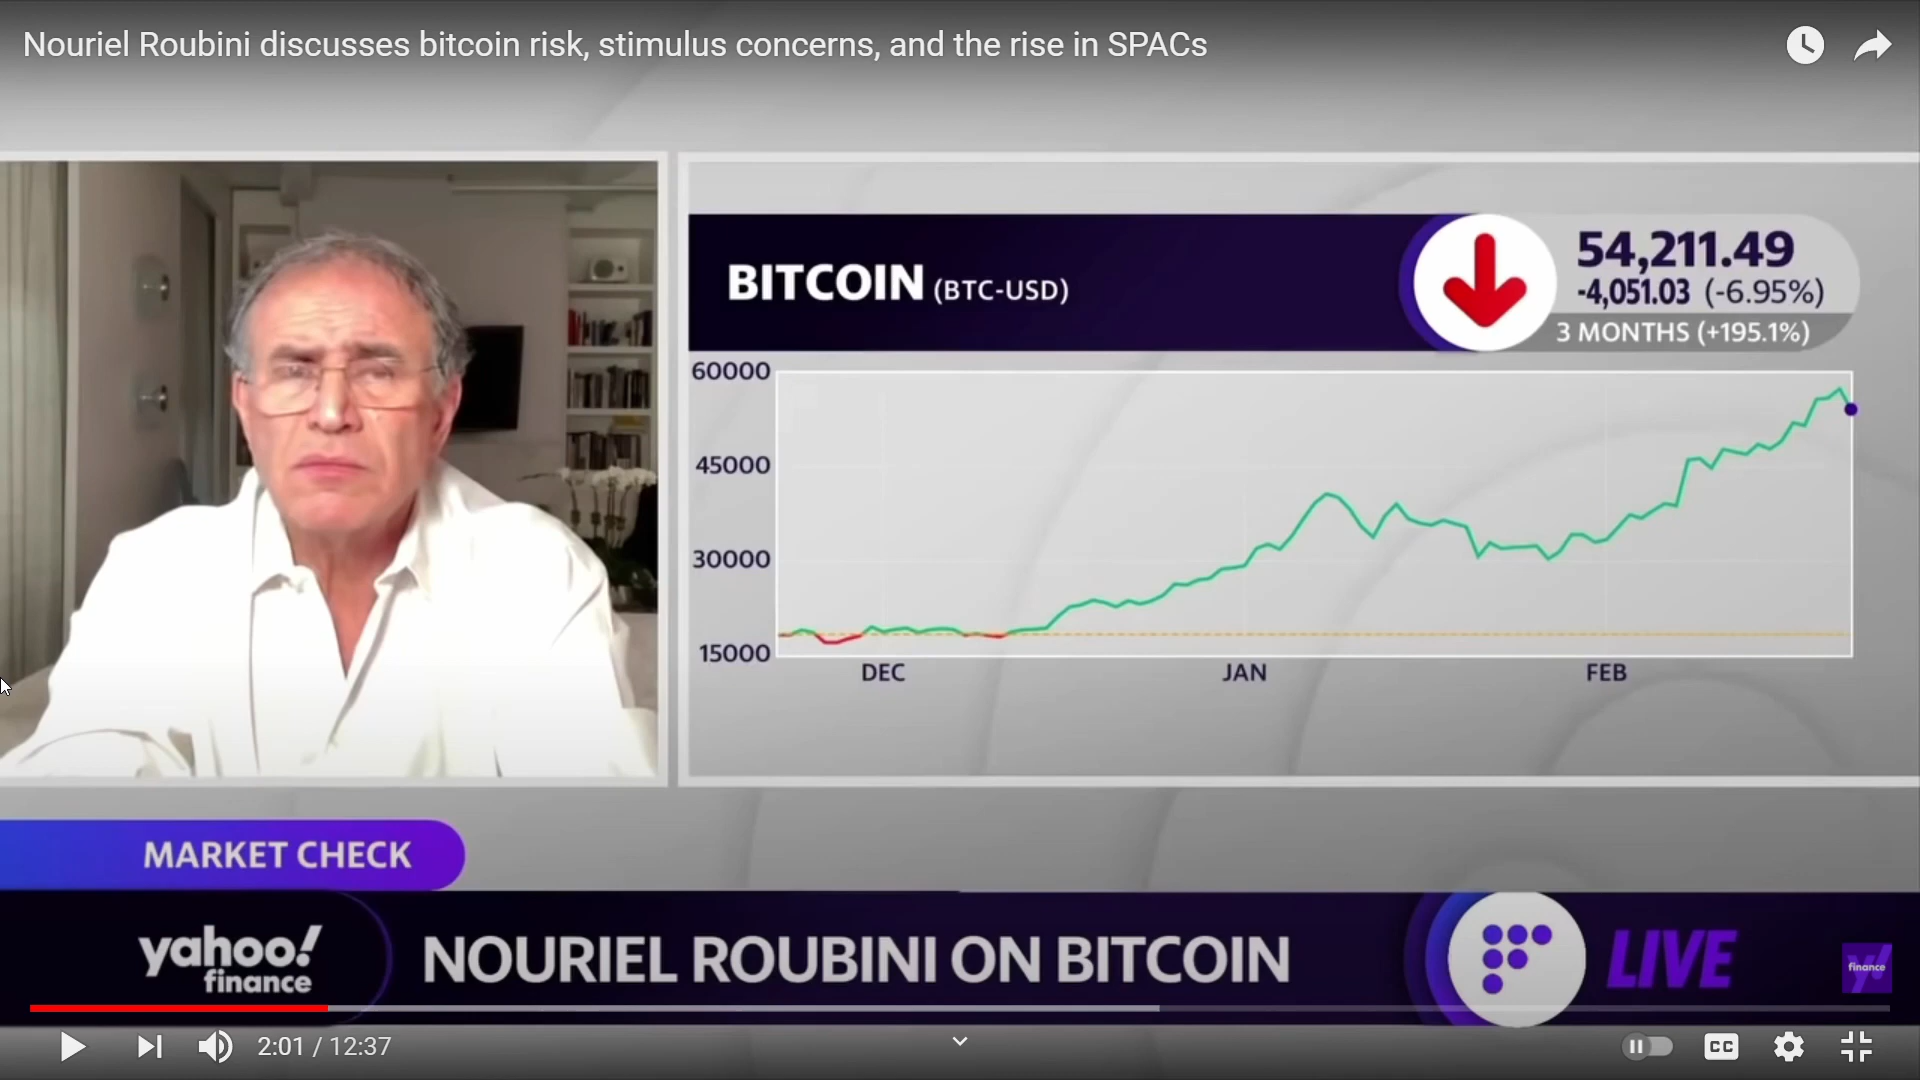 Nouriel Roubini discusses bitcoin risk, stimulus concerns, and the rise in SPACs
BITCOIN (BTC-USD)
54,211.49
-4,051.03 (-6.95%)
3 MONTHS (+195.1%)
60000
45000
30000
15000
DEC JAN FEB
MARKET CHECK
yahoo!
finance
NOURIEL ROUBINI ON BITCOIN
LIVE
y!
finance
2:01 / 12:37
CC